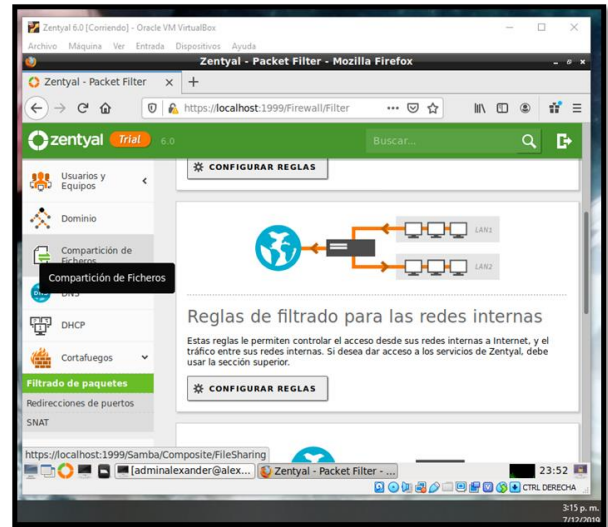 Zentyal 6.0 [Corriendo] - Oracle VM VirtualBox
Archivo Máquina Ver Entrada Dispositivos Ayuda
Zentyal - Packet Filter - Mozilla Firefox
Zentyal - Packet Filter
https://localhost:1999/Firewall/Filter
zentyal Trial 6.0
Buscar...
CONFIGURAR REGLAS
Usuarios y
Equipos
Dominio
Compartición de
Ficheros
Compartición de Ficheros
DNS
DHCP
Cortafuegos
Filtrado de paquetes
Redirecciones de puertos
SNAT
LAN1
LAN2
Reglas de filtrado para las redes internas
Estas reglas le permiten controlar el acceso desde sus redes internas a Internet, y el
tráfico entre sus redes internas. Si desea dar acceso a los servicios de Zentyal, debe
usar la sección superior.
CONFIGURAR REGLAS
https://localhost:1999/Samba/Composite/FileSharing
[adminalexander@alex...
Zentyal - Packet Filter - ...
23:52
CTRL DERECHA
3:15 p. m.
7/12/2019